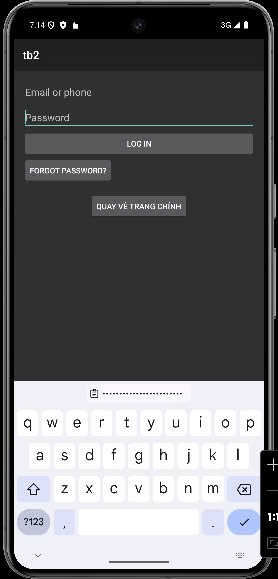 7:14
3G
tb2
Email or phone
Password
LOG IN
FORGOT PASSWORD?
QUAY VỀ TRANG CHÍNH
q w e r t y u i o p
a s d f g h j k l
z x c v b n m
?123 , .
1:1